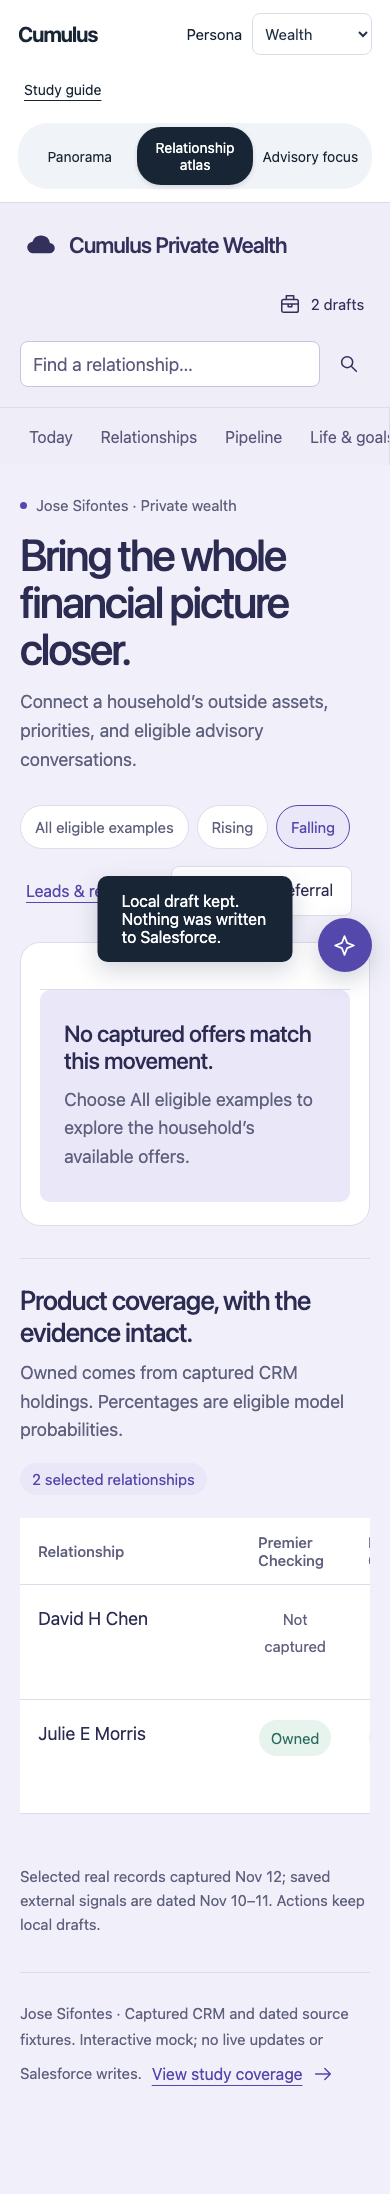 Cumulus
Persona
Wealth
Study guide
Panorama
Relationship
atlas
Advisory focus
Cumulus Private Wealth
2 drafts
Find a relationship...
Today
Relationships
Pipeline
Life & goals
Jose Sifontes · Private wealth
Bring the whole
financial picture
closer.
Connect a household’s outside assets,
priorities, and eligible advisory
conversations.
All eligible examples
Rising
Falling
Leads &
Local draft kept.
Nothing was written
to Salesforce.
No captured offers match
this movement.
Choose All eligible examples to
explore the household’s
available offers.
Product coverage, with the
evidence intact.
Owned comes from captured CRM
holdings. Percentages are eligible model
probabilities.
2 selected relationships
Relationship
Premier
Checking
David H Chen
Not
captured
Julie E Morris
Owned
Selected real records captured Nov 12; saved
external signals are dated Nov 10–11. Actions keep
local drafts.
Jose Sifontes · Captured CRM and dated source
fixtures. Interactive mock; no live updates or
Salesforce writes. View study coverage →